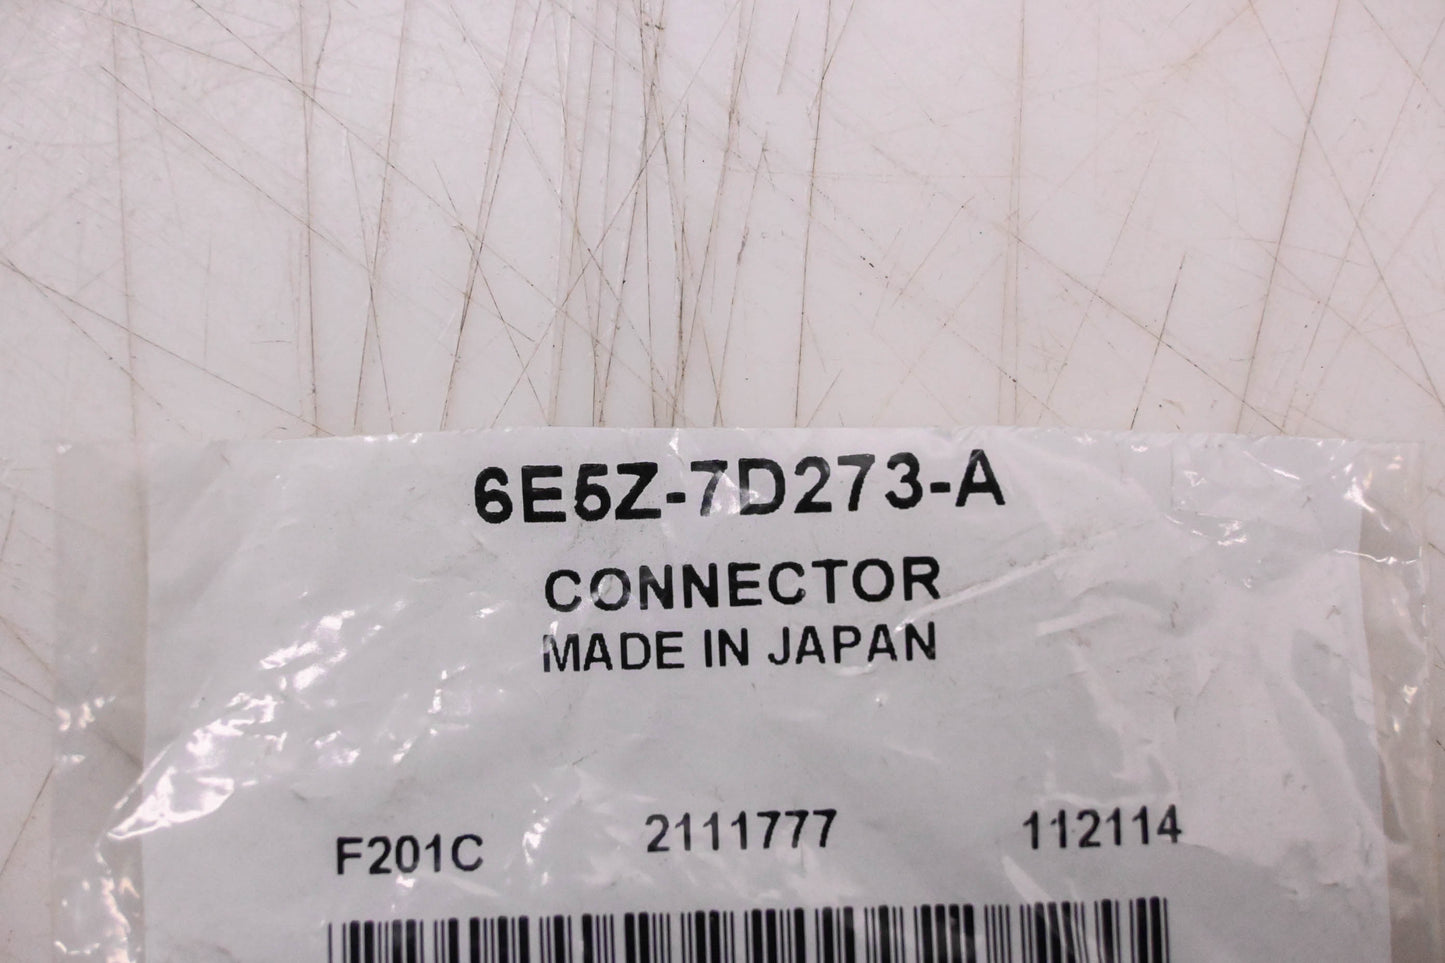 6E5Z-7D273-A
CONNECTOR
MADE IN JAPAN
F201C 2111777 112114